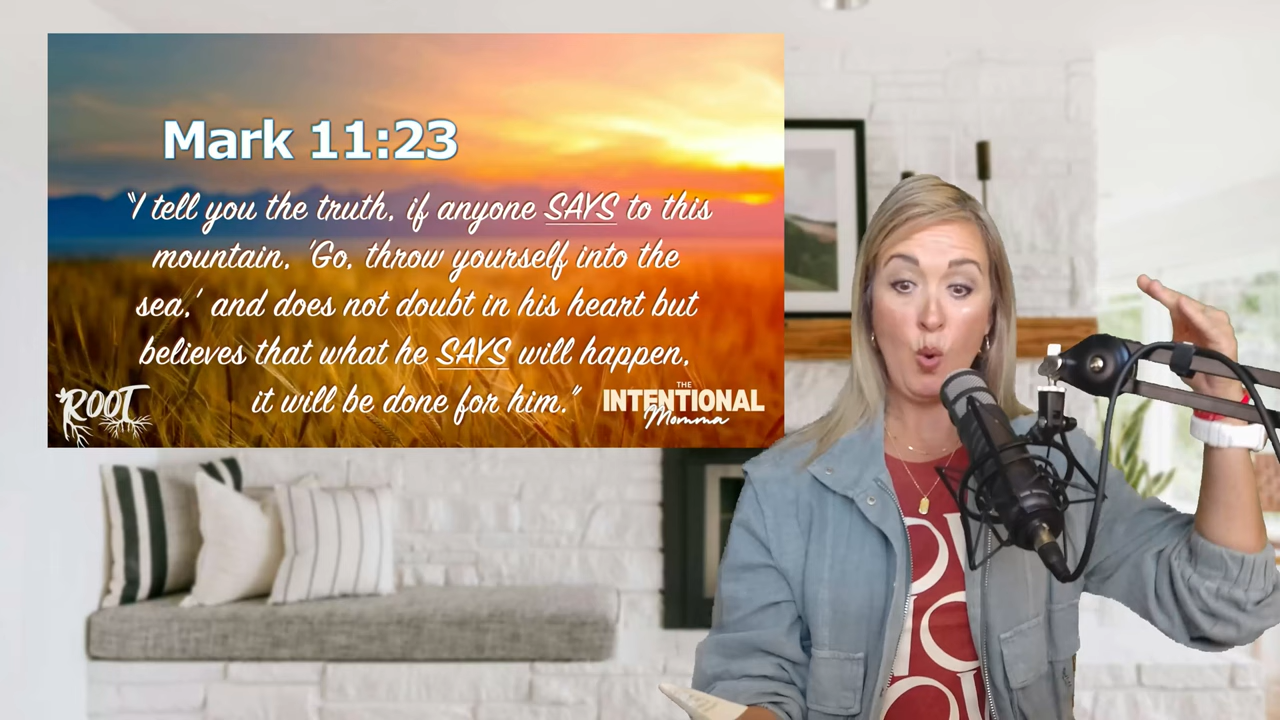 Mark 11:23
"I tell you the truth, if anyone SAYS to this
mountain, 'Go, throw yourself into the
sea,' and does not doubt in his heart but
believes that what he SAYS will happen,
it will be done for him."
ROOT
THE
INTENTIONAL
Momma